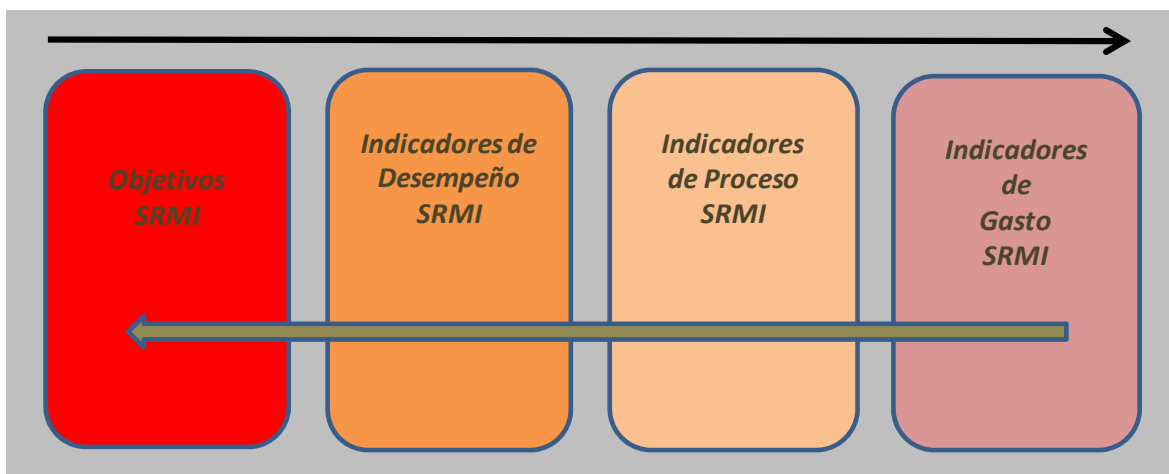 Objetivos
SRMI
Indicadores de
Desempeño
SRMI
Indicadores
de Proceso
SRMI
Indicadores
de
Gasto
SRMI